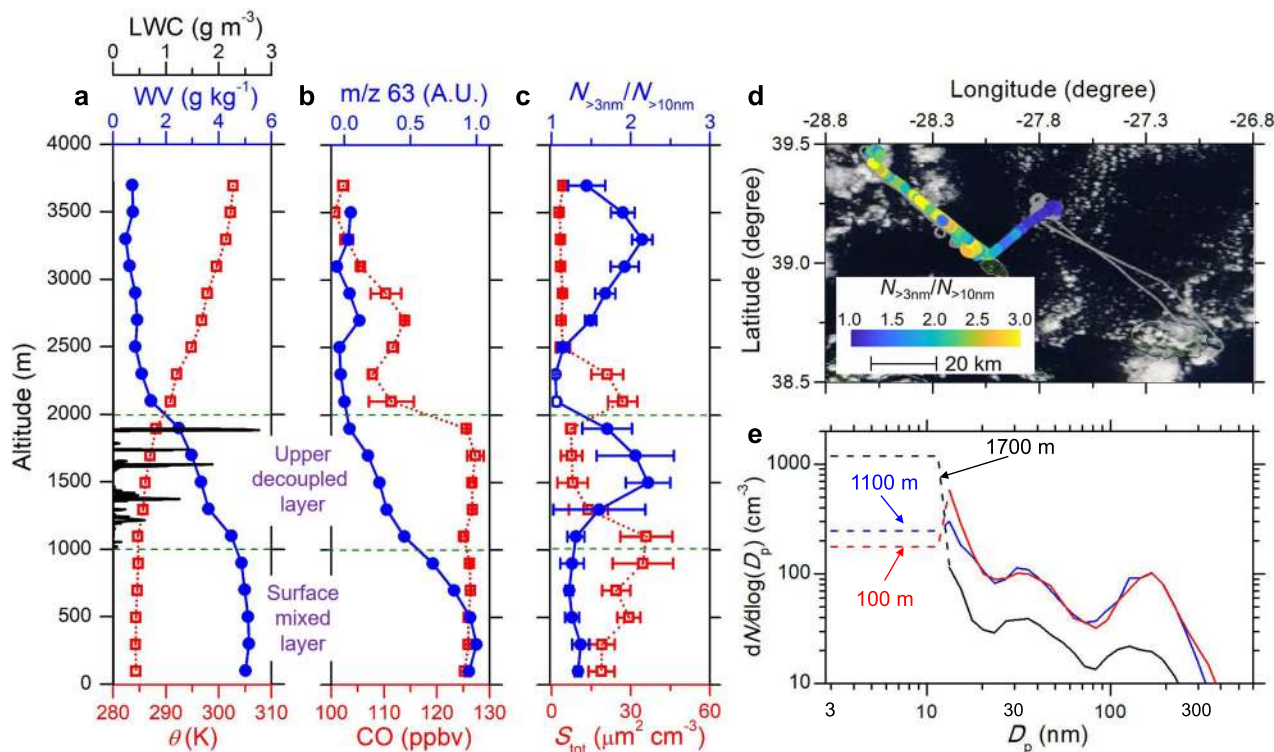 LWC (g m⁻³)
0 1 2 3
a WV (g kg⁻¹)
0 1 2 3 4 5 6
b m/z 63 (A.U.)
0.0 0.5 1.0
c N>3nm/N>10nm
1 2 3
d Longitude (degree)
-28.8 -28.3 -27.8 -27.3 -26.8
Altitude (m)
4000
3500
3000
2500
2000
1500
1000
500
0
Upper
decoupled
layer
Surface
mixed
layer
280 290 300 310
θ (K)
100 110 120 130
CO (ppbv)
0 30 60
Stot (μm² cm⁻³)
Latitude (degree)
39.5
39.0
38.5
N>3nm/N>10nm
1.0 1.5 2.0 2.5 3.0
20 km
e
dN/dlog(Dp) (cm⁻³)
1000
100
10
1700 m
1100 m
100 m
3 10 30 100 300
Dp (nm)